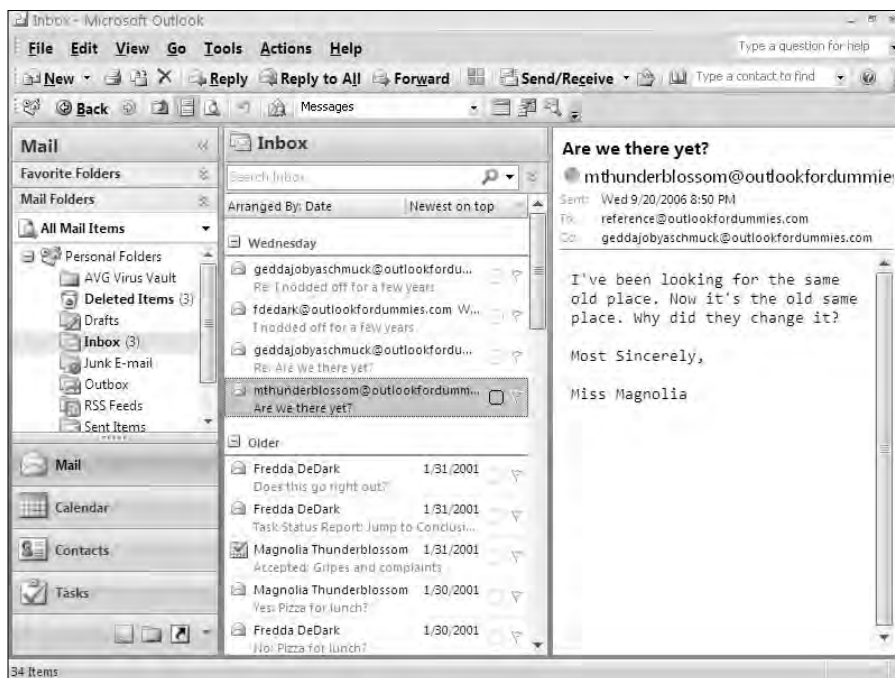 Inbox - Microsoft Outlook
File Edit View Go Tools Actions Help
Type a question for help
New Reply Reply to All Forward Send/Receive Type a contact to find
Back Messages
Mail
Favorite Folders
Mail Folders
All Mail Items
Personal Folders
AVG Virus Vault
Deleted Items (3)
Drafts
Inbox (3)
Junk E-mail
Outbox
RSS Feeds
Sent Items
Mail
Calendar
Contacts
Tasks
Inbox
Search Inbox
Arranged By: Date Newest on top
Wednesday
geddajobyaschmuck@outlookfordu...
Re: I nodded off for a few years
fdedark@outlookfordummies.com W...
I nodded off for a few years
geddajobyaschmuck@outlookfordu...
Re: Are we there yet?
mthunderblossom@outlookfordumm...
Are we there yet?
Older
Fredda DeDark 1/31/2001
Does this go right out?
Fredda DeDark 1/31/2001
Task Status Report: Jump to Conclusi...
Magnolia Thunderblossom 1/31/2001
Accepted: Gripes and complaints
Magnolia Thunderblossom 1/30/2001
Yes: Pizza for lunch?
Fredda DeDark 1/30/2001
No: Pizza for lunch?
Are we there yet?
mthunderblossom@outlookfordummies
Sent: Wed 9/20/2006 8:50 PM
To: reference@outlookfordummies.com
Cc: geddajobyaschmuck@outlookfordummies.com
I've been looking for the same
old place. Now it's the old same
place. Why did they change it?
Most Sincerely,
Miss Magnolia
34 Items